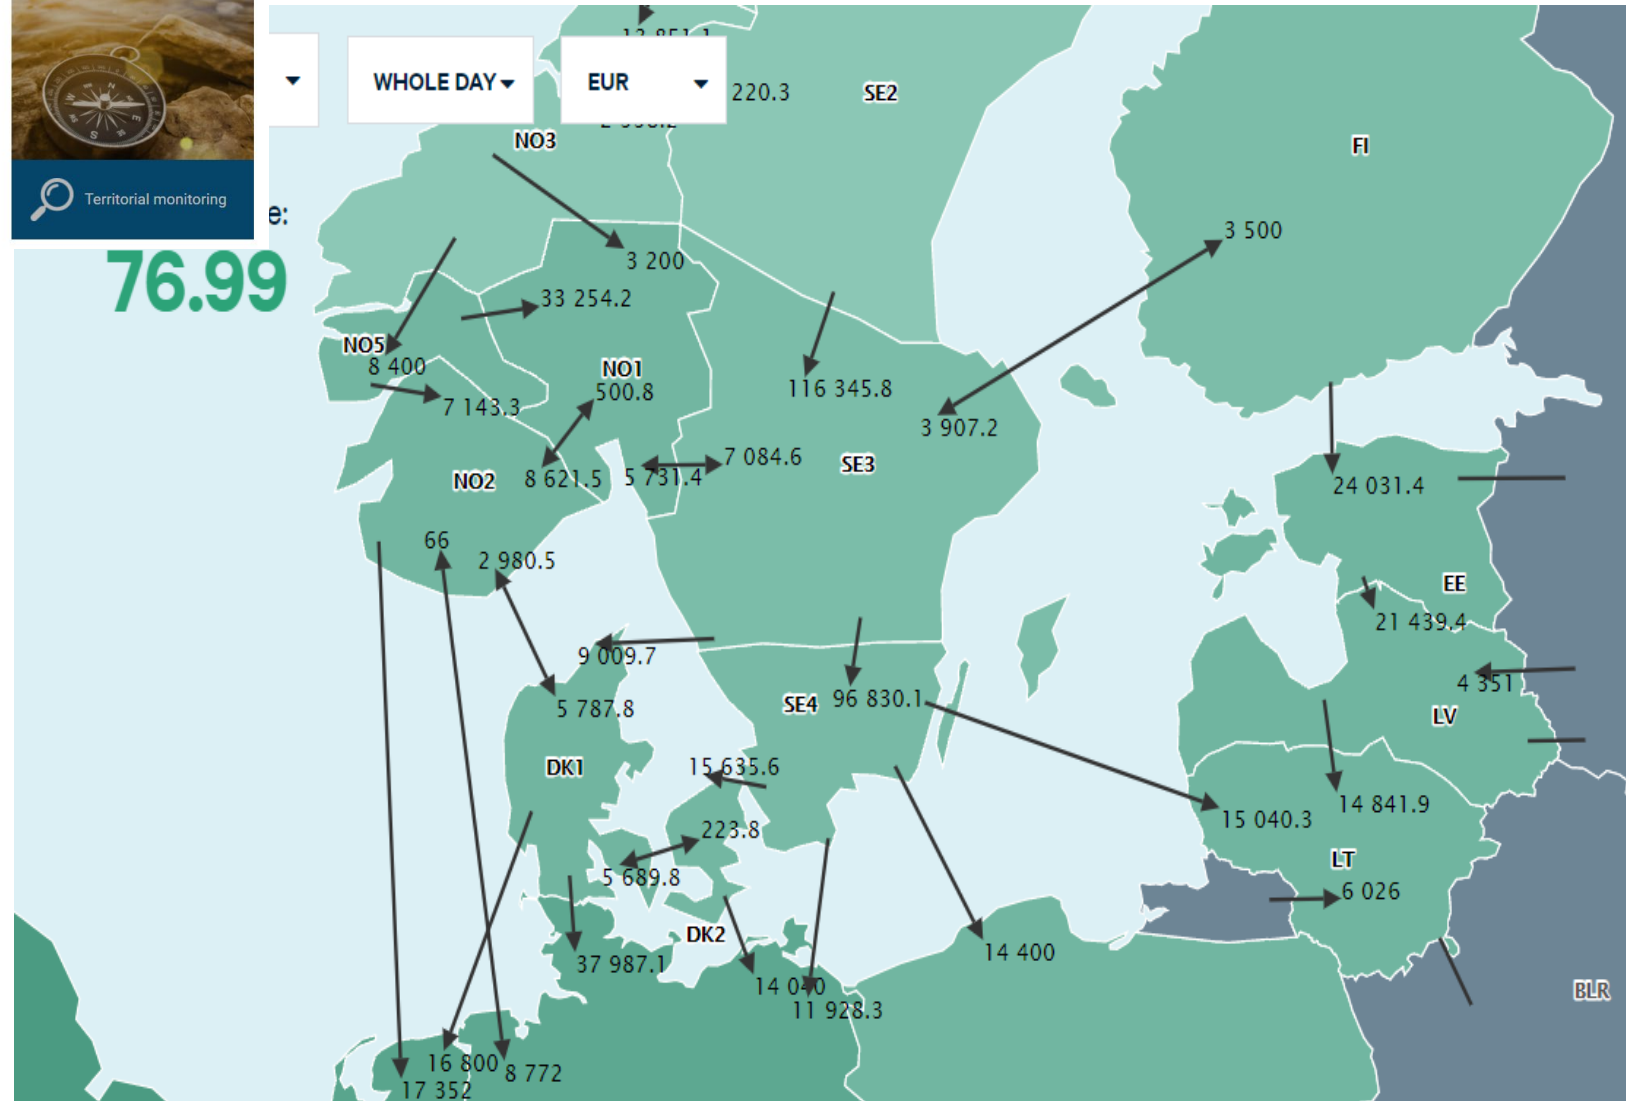 WHOLE DAY
EUR
220.3
SE2
NO3
FI
Territorial monitoring
e:
76.99
3 500
3 200
33 254.2
NO5
8 400
NO1
500.8
116 345.8
7 143.3
3 907.2
7 084.6
SE3
NO2
8 621.5
5 731.4
24 031.4
66
2 980.5
EE
21 439.4
9 009.7
4 351
SE4
96 830.1
5 787.8
LV
DK1
15 635.6
14 841.9
15 040.3
223.8
LT
5 689.8
6 026
DK2
14 400
37 987.1
14 040
BLR
11 928.3
16 800
8 772
17 352
N
E
S
W